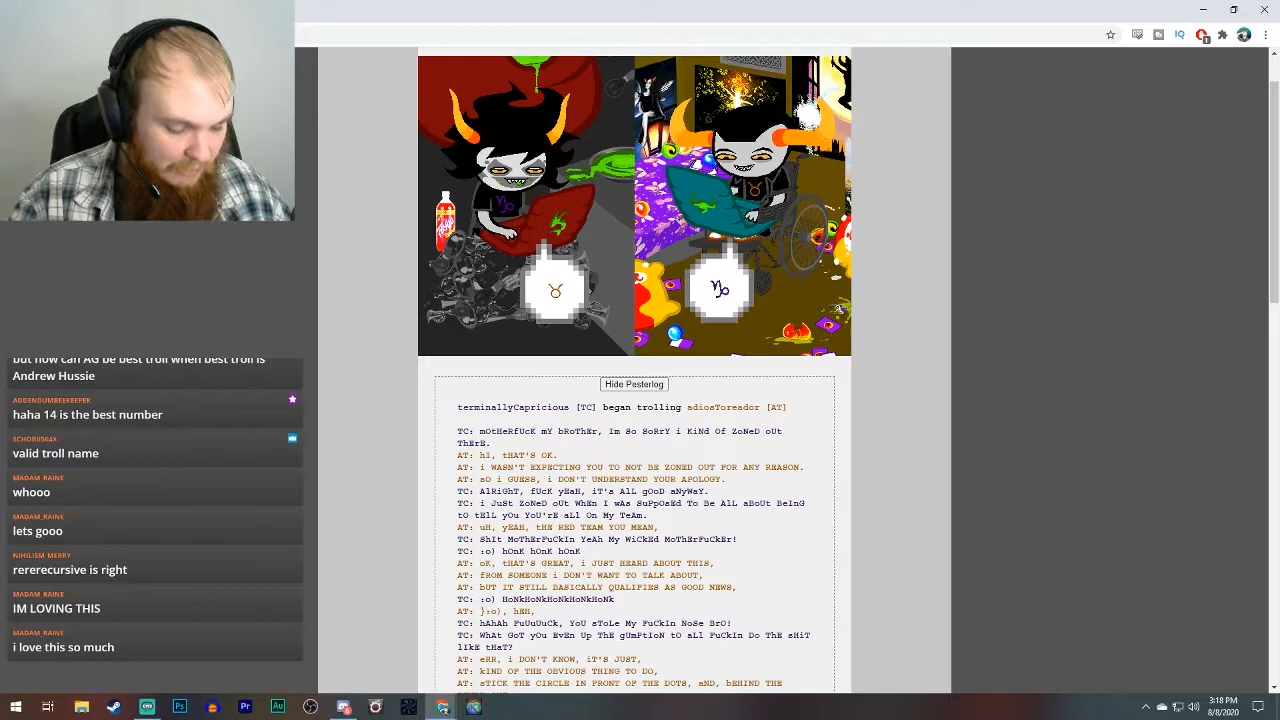 but how can AG be best troll when best troll is
Andrew Hussie
ADDENDUMBEEKEEPER
haha 14 is the best number
SCHOBII564X
valid troll name
MADAM_RAINE
whooo
MADAM_RAINE
lets gooo
NIHILISM_MERRY
rererecursive is right
MADAM_RAINE
IM LOVING THIS
MADAM_RAINE
i love this so much
Hide Pesterlog
terminallyCapricious [TC] began trolling adiosToreador [AT]
TC: mOtHeRfUcK mY bRoThEr, Im So SoRrY i KiNd Of ZoNeD oUt
ThErE.
AT: hI, tHAT'S OK.
AT: i WASN'T EXPECTING YOU TO NOT BE ZONED OUT FOR ANY REASON.
AT: sO i GUESS, i DON'T UNDERSTAND YOUR APOLOGY.
TC: AlRiGhT, fUcK yEaH, iT's AlL gOoD aNyWaY.
TC: i JuSt ZoNeD oUt WhEn I wAs SuPpOsEd To Be AlL aBoUt BeInG
tO tElL yOu YoU'rE aLl On My TeAm.
AT: uH, yEAH, tHE RED TEAM YOU MEAN,
TC: ShIt MoThErFuCkIn YeAh My WiCkEd MoThErFuCkEr!
TC: :o) hOnK hOnK hOnK
AT: oK, tHAT'S GREAT, i JUST HEARD ABOUT THIS,
AT: fROM SOMEONE i DON'T WANT TO TALK ABOUT,
AT: bUT IT STILL BASICALLY QUALIFIES AS GOOD NEWS,
TC: :o) HoNkHoNkHoNkHoNkHoNk
AT: }:o), hEH,
TC: hAhAh FuUuUuCk, YoU sToLe My FuCkIn NoSe BrO!
TC: WhAt GoT yOu EvEn Up ThE gUmPtIoN tO aLl FuCkIn Do ThE sHiT
lIkE tHaT?
AT: eRR, i DON'T KNOW, iT'S JUST,
AT: kIND OF THE OBVIOUS THING TO DO,
AT: sTICK THE CIRCLE IN FRONT OF THE DOTS, aND, bEHIND THE
3:18 PM
8/8/2020